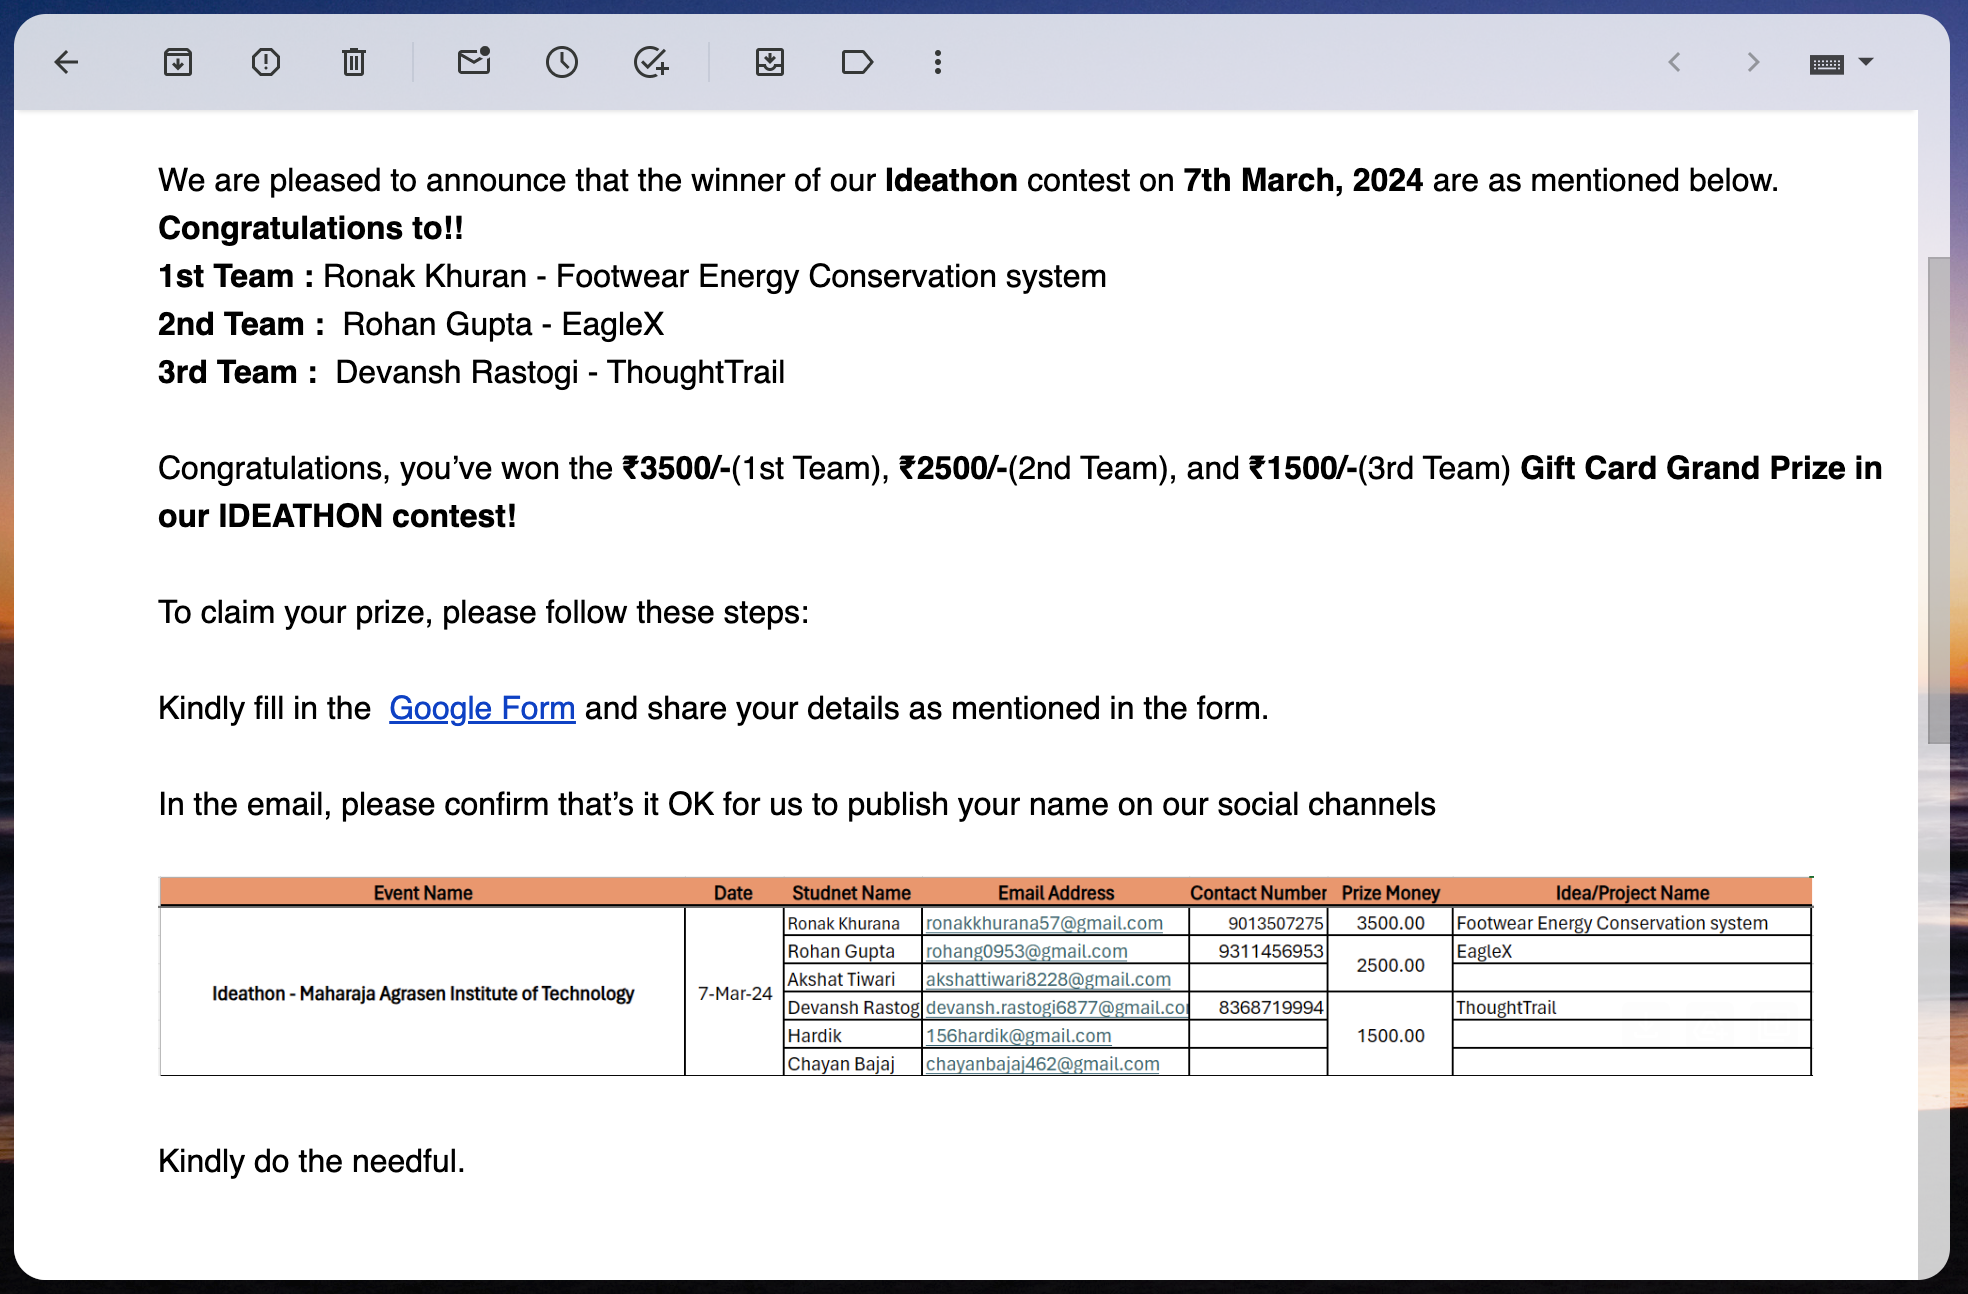 We are pleased to announce that the winner of our Ideathon contest on 7th March, 2024 are as mentioned below.
Congratulations to!!
1st Team : Ronak Khuran - Footwear Energy Conservation system
2nd Team : Rohan Gupta - EagleX
3rd Team : Devansh Rastogi - ThoughtTrail
Congratulations, you've won the ₹3500/-(1st Team), ₹2500/-(2nd Team), and ₹1500/-(3rd Team) Gift Card Grand Prize in
our IDEATHON contest!
To claim your prize, please follow these steps:
Kindly fill in the Google Form and share your details as mentioned in the form.
In the email, please confirm that's it OK for us to publish your name on our social channels
Event Name Date Studnet Name Email Address Contact Number Prize Money Idea/Project Name
Ronak Khurana ronakkhurana57@gmail.com 9013507275 3500.00 Footwear Energy Conservation system
Rohan Gupta rohang0953@gmail.com 9311456953 EagleX
2500.00
Akshat Tiwari akshattiwari8228@gmail.com
Ideathon - Maharaja Agrasen Institute of Technology 7-Mar-24
Devansh Rastog devansh.rastogi6877@gmail.co 8368719994 ThoughtTrail
Hardik 156hardik@gmail.com 1500.00
Chayan Bajaj chayanbajaj462@gmail.com
Kindly do the needful.